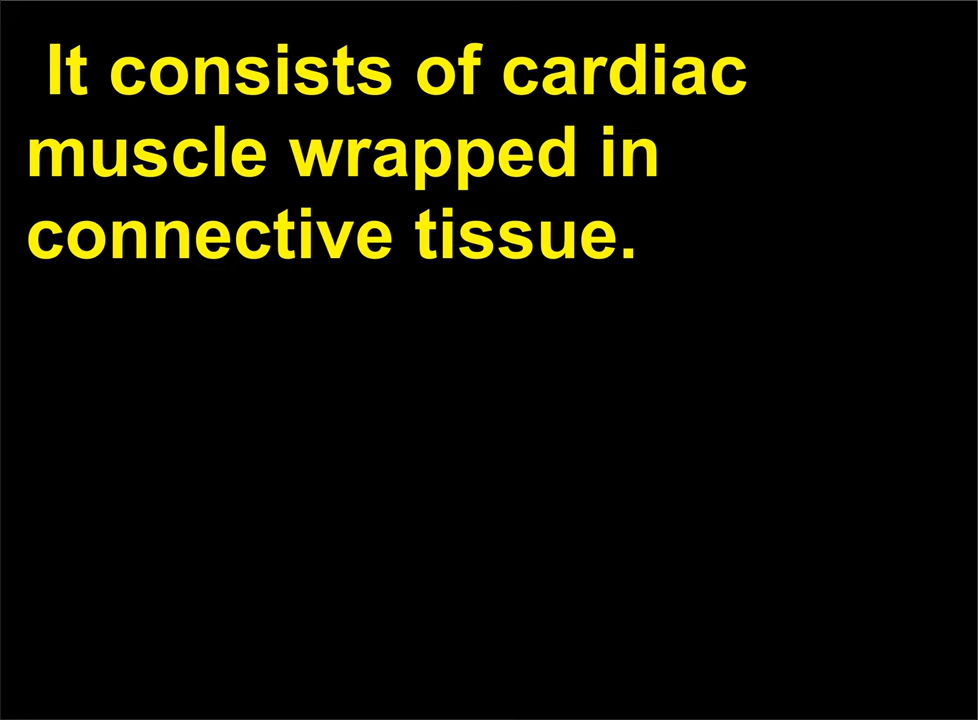 It consists of cardiac
muscle wrapped in
connective tissue.